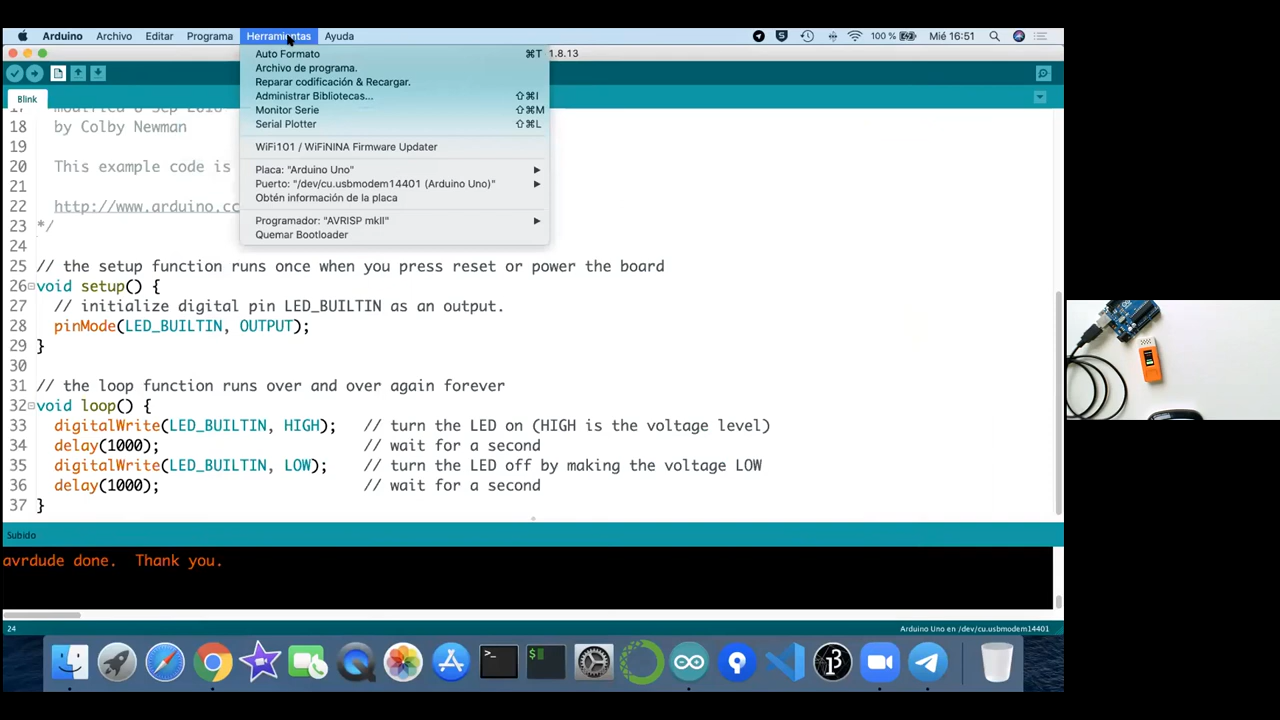 Arduino Archivo Editar Programa Herramientas Ayuda 100 % Mié 16:51
1.8.13
Auto Formato ⌘T
Archivo de programa.
Reparar codificación & Recargar.
Administrar Bibliotecas... ⇧⌘I
Monitor Serie ⇧⌘M
Serial Plotter ⇧⌘L
WiFi101 / WiFiNINA Firmware Updater
Placa: "Arduino Uno"
Puerto: "/dev/cu.usbmodem14401 (Arduino Uno)"
Obtén información de la placa
Programador: "AVRISP mkII"
Quemar Bootloader
Blink
17 modified 8 Sep 2016
18 by Colby Newman
19
20 This example code is
21
22 http://www.arduino.cc
23 */
24
25 // the setup function runs once when you press reset or power the board
26 void setup() {
27 // initialize digital pin LED_BUILTIN as an output.
28 pinMode(LED_BUILTIN, OUTPUT);
29 }
30
31 // the loop function runs over and over again forever
32 void loop() {
33 digitalWrite(LED_BUILTIN, HIGH); // turn the LED on (HIGH is the voltage level)
34 delay(1000); // wait for a second
35 digitalWrite(LED_BUILTIN, LOW); // turn the LED off by making the voltage LOW
36 delay(1000); // wait for a second
37 }
Subido
avrdude done. Thank you.
24 Arduino Uno en /dev/cu.usbmodem14401